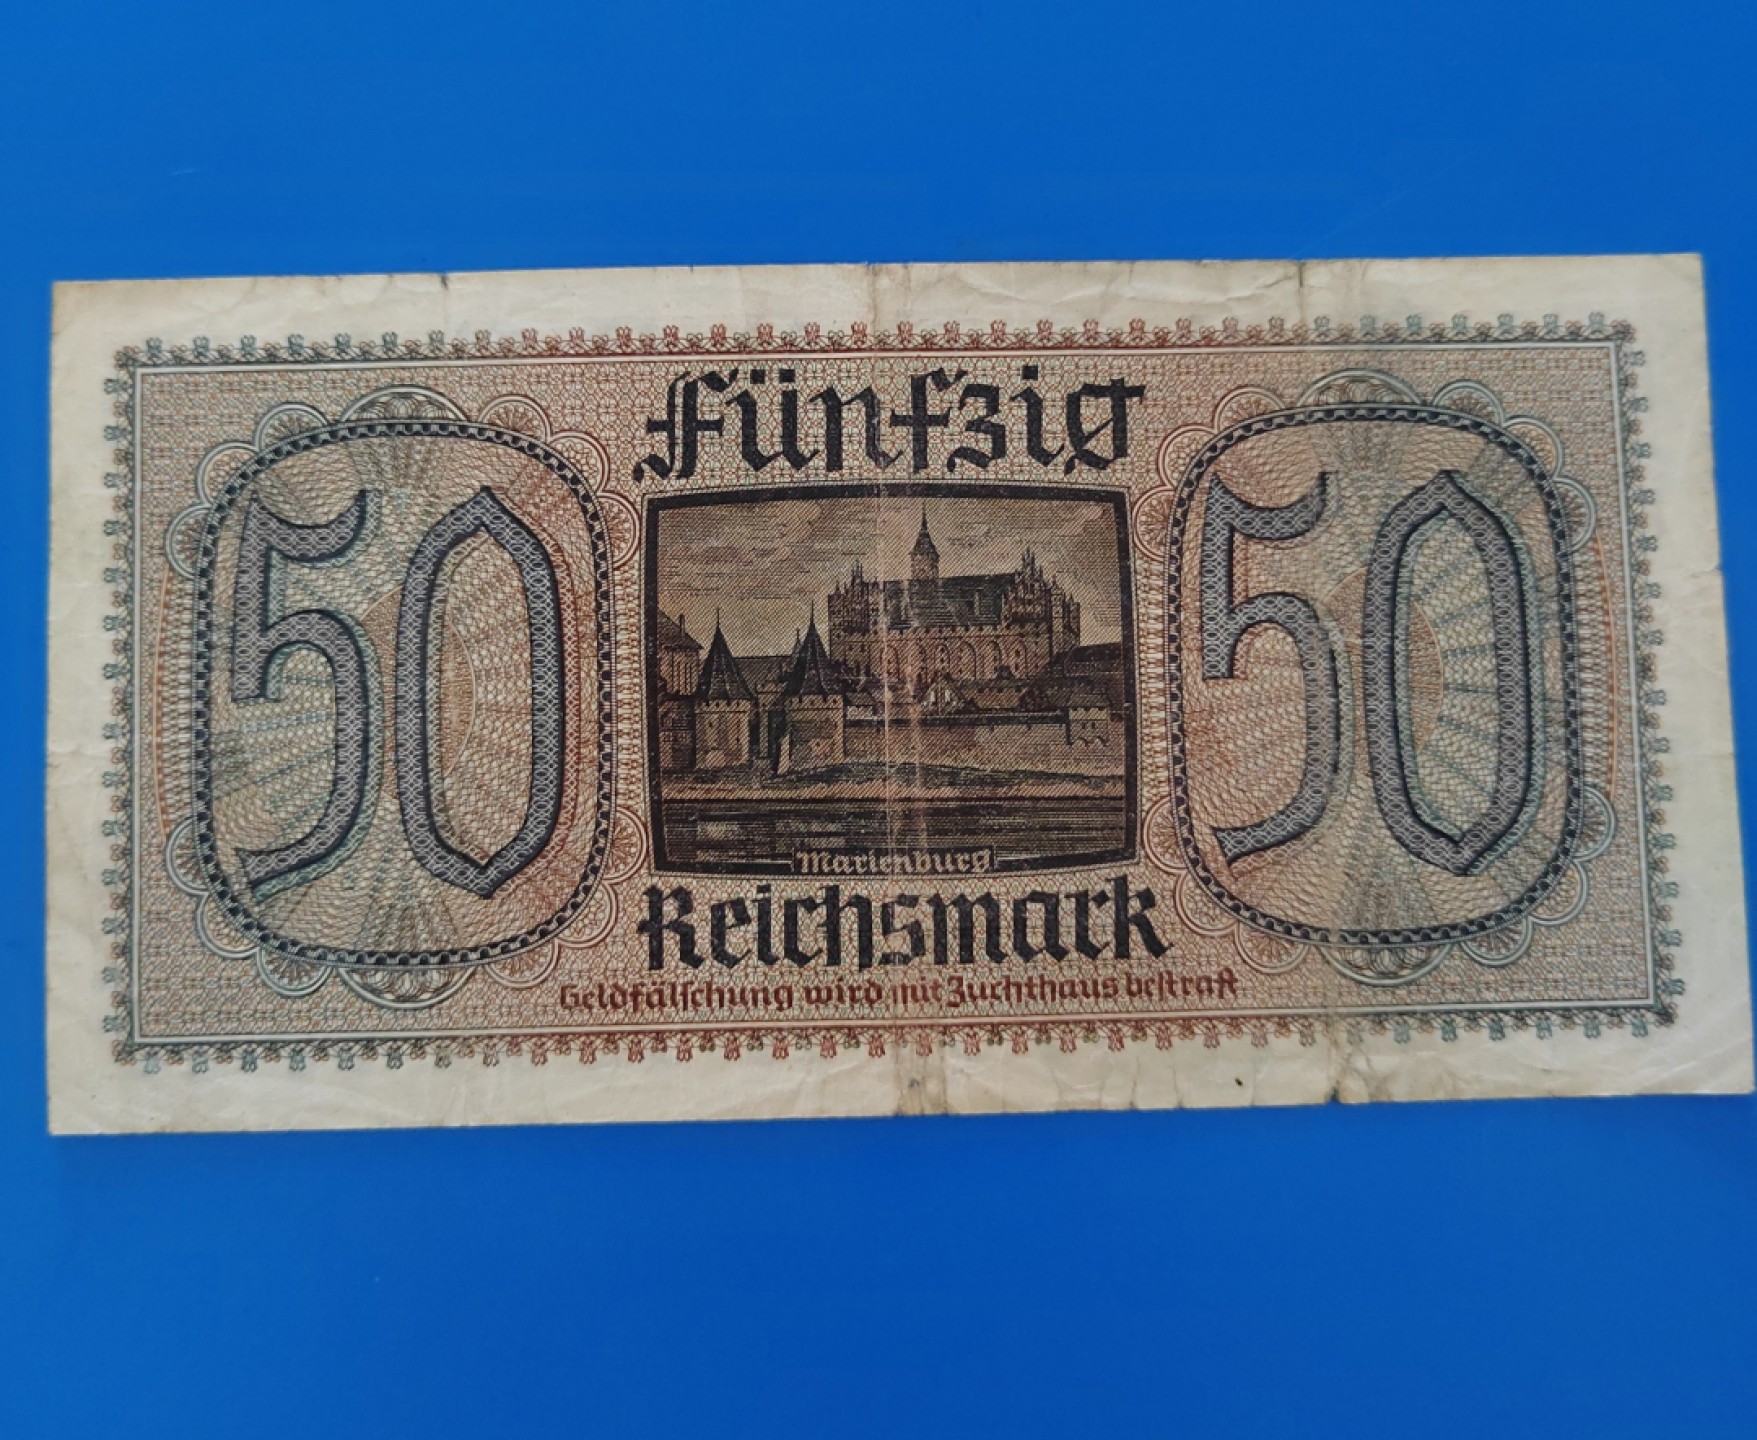 Fünfzig
50 50
Marienburg
Reichsmark
Geldfälschung wird mit Zuchthaus bestraft